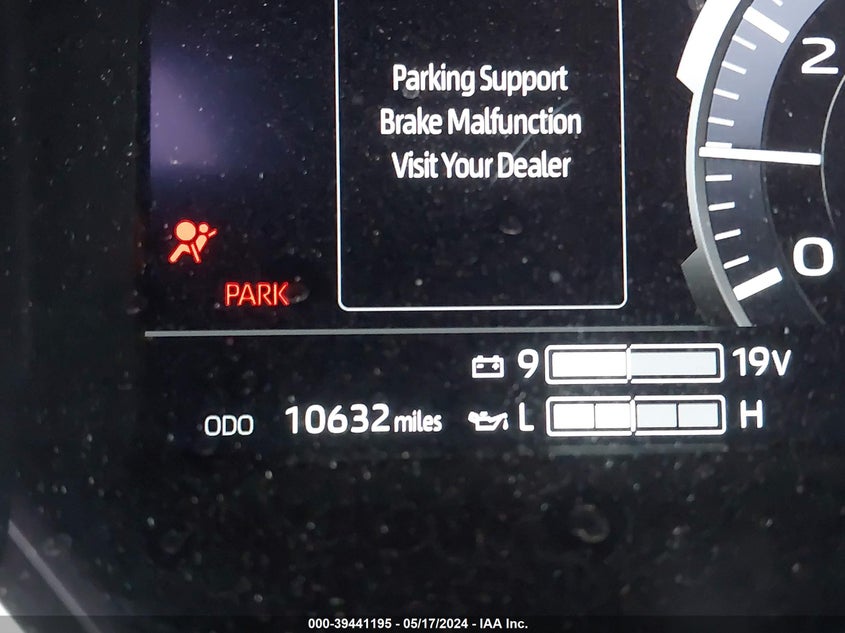 Parking Support
Brake Malfunction
Visit Your Dealer
2
0
PARK
9 19V
ODO 10632 miles L H
000-39441195 - 05/17/2024 - IAA Inc.